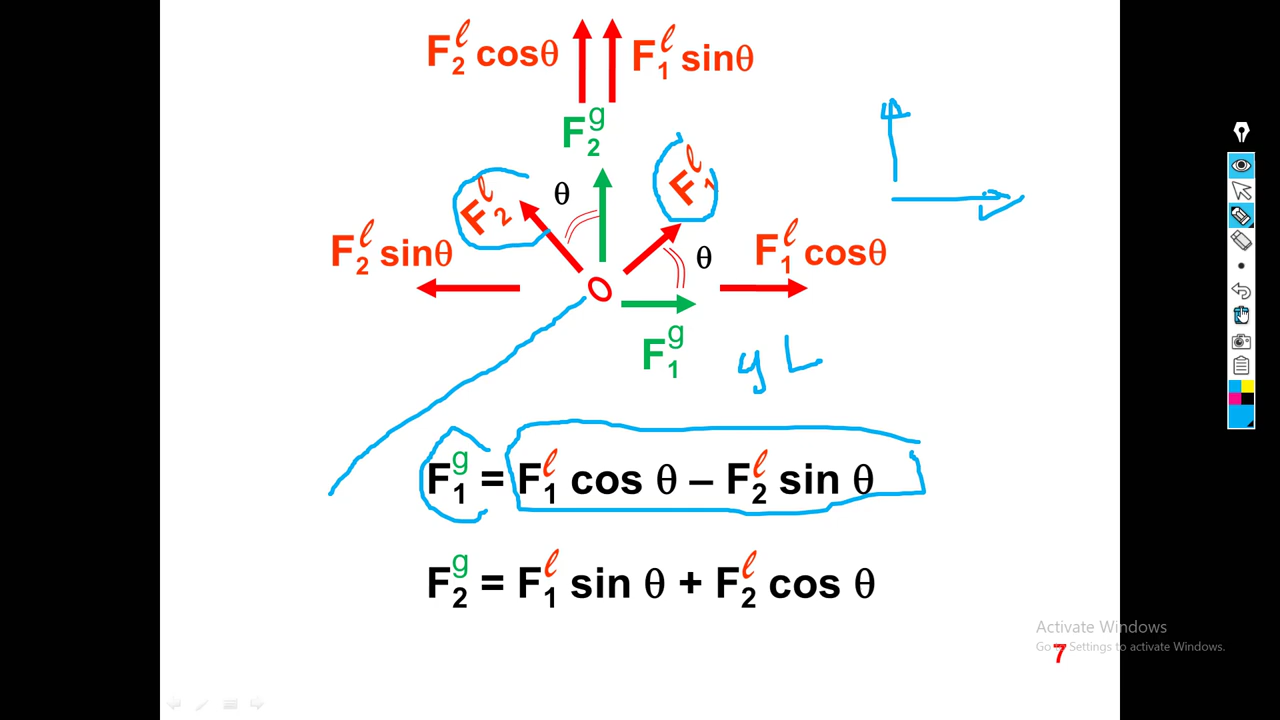 F₂ˡ cosθ F₁ˡ sinθ
F₂ᵍ
F₂ˡ θ F₁ˡ
F₂ˡ sinθ θ F₁ˡ cosθ
F₁ᵍ
y L
F₁ᵍ = F₁ˡ cos θ – F₂ˡ sin θ
F₂ᵍ = F₁ˡ sin θ + F₂ˡ cos θ
Activate Windows
Go to Settings to activate Windows.
7